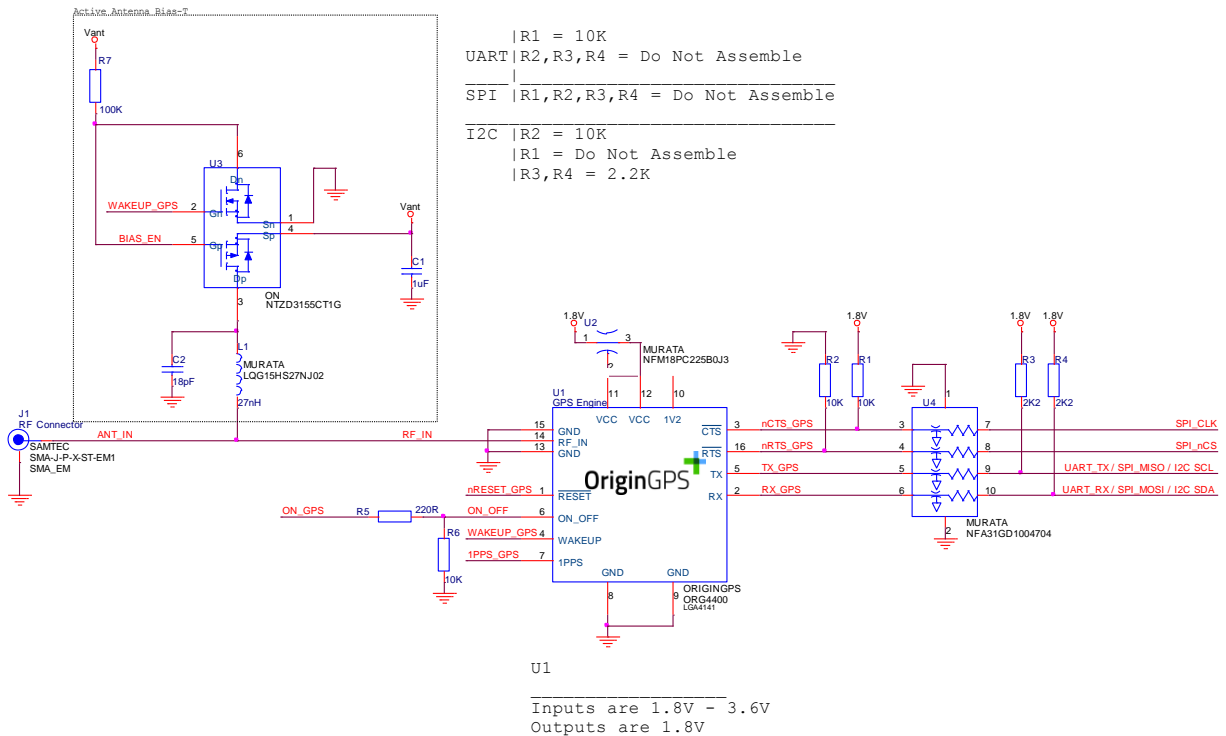 Active Antenna Bias-T
Vant
R7
100K
U3
6
Dn
WAKEUP_GPS 2 Gn
1 Sn
4 Sp
BIAS_EN 5 Gp
Dp
3
ON
NTZD3155CT1G
Vant
C1
1uF
C2
18pF
L1
MURATA
LQG15HS27NJ02
27nH
|R1 = 10K
UART|R2,R3,R4 = Do Not Assemble
SPI |R1,R2,R3,R4 = Do Not Assemble
I2C |R2 = 10K
|R1 = Do Not Assemble
|R3,R4 = 2.2K
J1
RF Connector
SAMTEC
SMA-J-P-X-ST-EM1
SMA_EM
ANT_IN
RF_IN
1.8V
U2
1 3
2
MURATA
NFM18PC225B0J3
U1
GPS Engine
11 12 10
VCC VCC 1V2
15 GND
14 RF_IN
13 GND
nRESET_GPS 1 RESET
ON_GPS R5 220R ON_OFF 6 ON_OFF
R6
10K
WAKEUP_GPS 4 WAKEUP
1PPS_GPS 7 1PPS
OriginGPS
CTS 3 nCTS_GPS
RTS 16 nRTS_GPS
TX 5 TX_GPS
RX 2 RX_GPS
GND GND
8 9
ORIGINGPS
ORG4400
LGA4141
1.8V
R2 R1
10K 10K
1.8V 1.8V
R3 R4
2K2 2K2
U4
1
3 7 SPI_CLK
4 8 SPI_nCS
5 9 UART_TX / SPI_MISO / I2C SCL
6 10 UART_RX / SPI_MOSI / I2C SDA
2
MURATA
NFA31GD1004704
U1
Inputs are 1.8V - 3.6V
Outputs are 1.8V